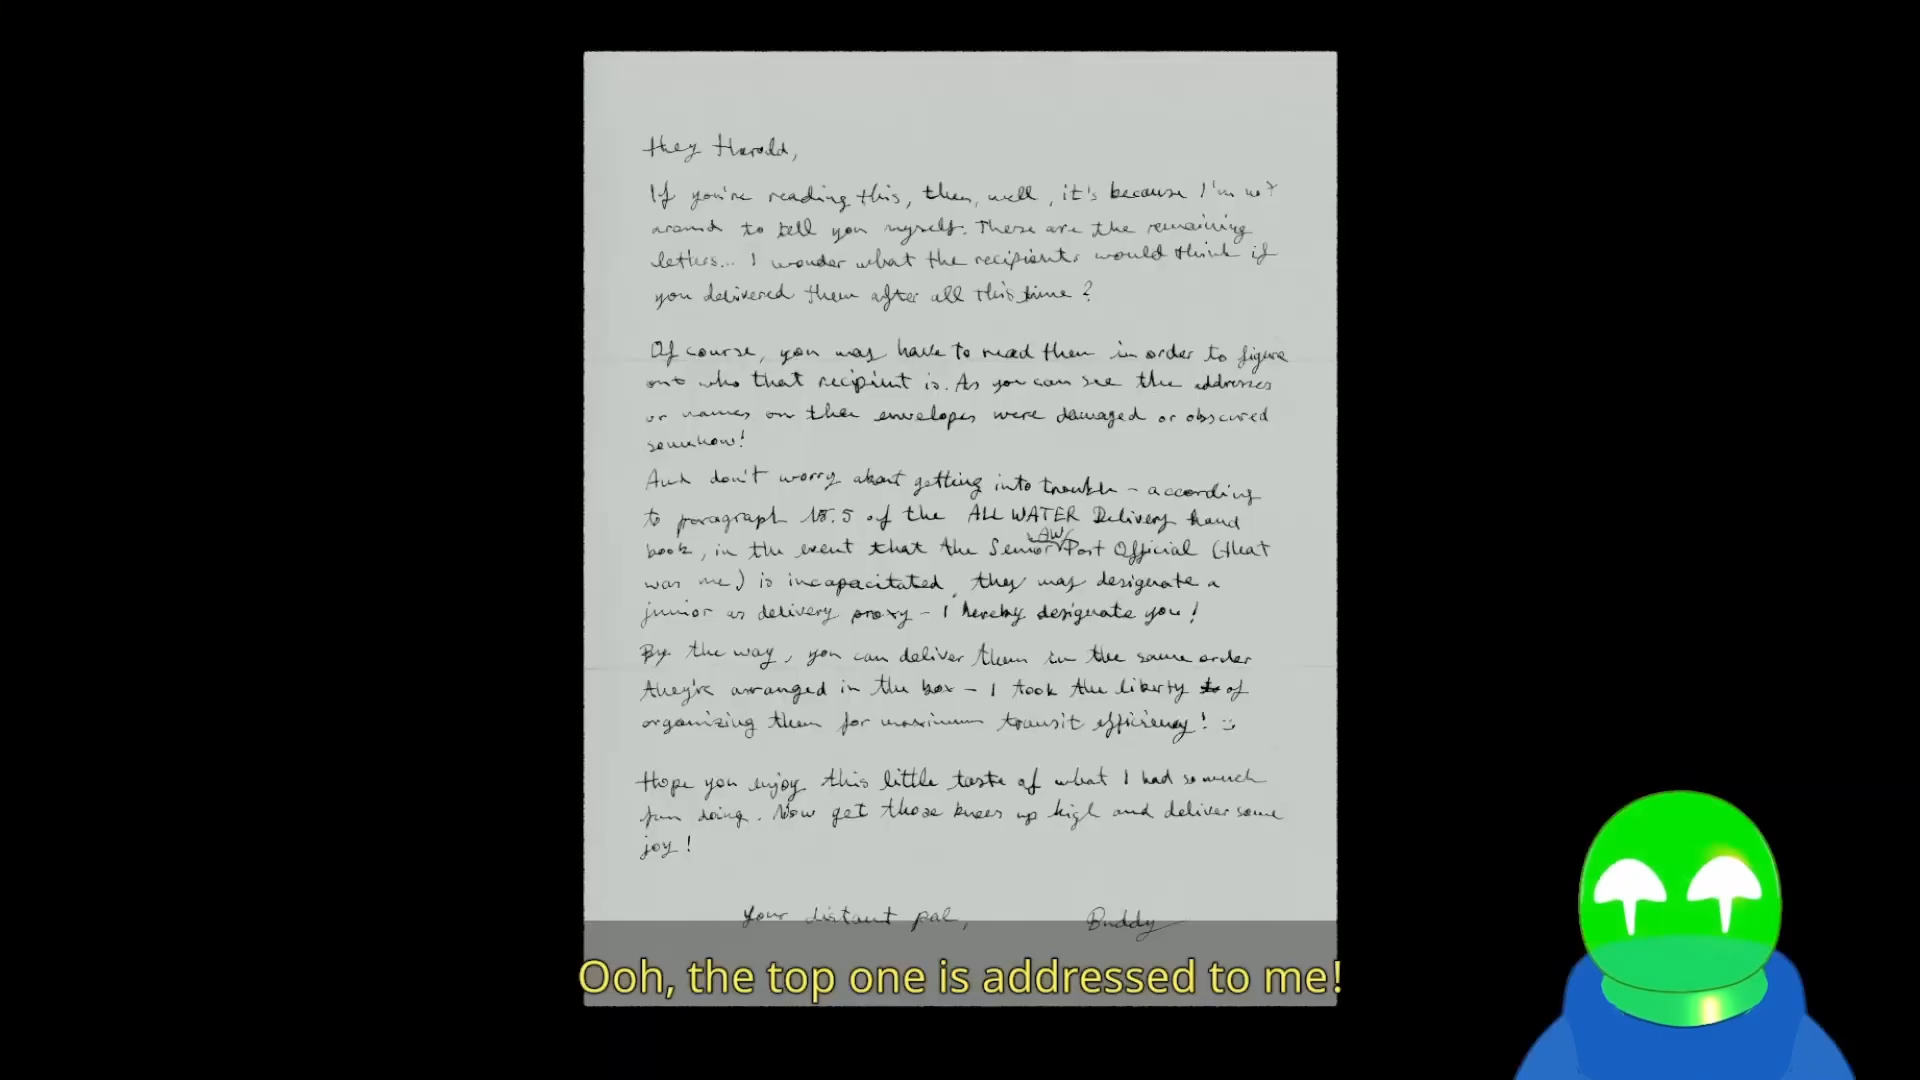 Hey Harold,
If you're reading this, then, well, it's because I'm not
around to tell you myself. These are the remaining
letters... I wonder what the recipients would think if
you delivered them after all this time?
Of course, you may have to read them in order to figure
out who that recipient is. As you can see the addresses
or names on the envelopes were damaged or obscured
somehow!
And don't worry about getting into trouble - according
to paragraph 15.5 of the ALL WATER Delivery hand
book, in the event that the Senior AW Post Official (that
was me) is incapacitated, they may designate a
junior as delivery proxy - I hereby designate you!
By the way, you can deliver them in the same order
they're arranged in the box - I took the liberty of
organizing them for maximum transit efficiency! :)
Hope you enjoy this little taste of what I had so much
fun doing. Now get those knees up high and deliver some
joy!
Your distant pal, Buddy
Ooh, the top one is addressed to me!